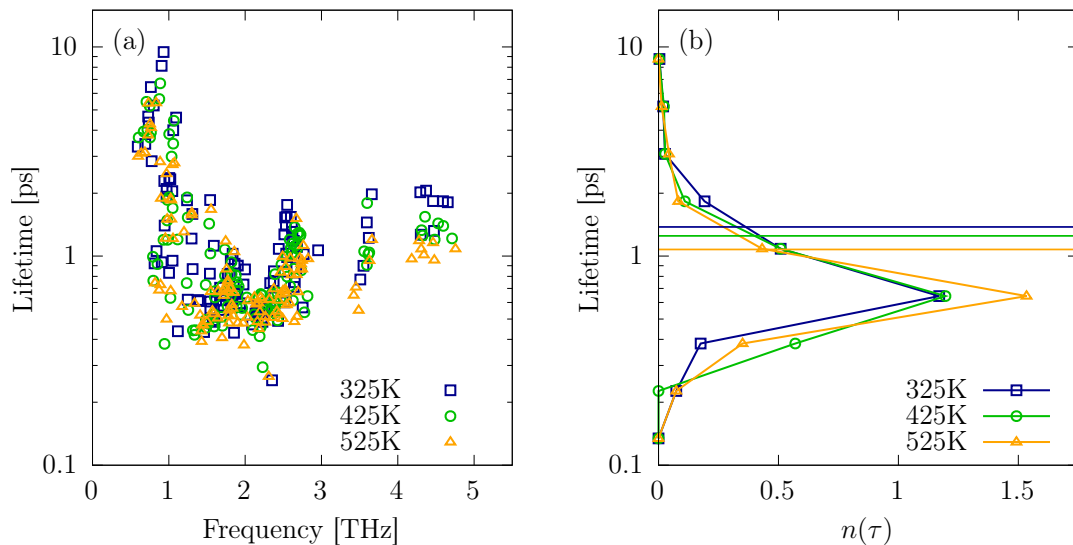 (a)
10
1
0.1
Lifetime [ps]
0
1
2
3
4
5
Frequency [THz]
325K
425K
525K
(b)
10
1
0.1
Lifetime [ps]
0
0.5
1
1.5
n(τ)
325K
425K
525K